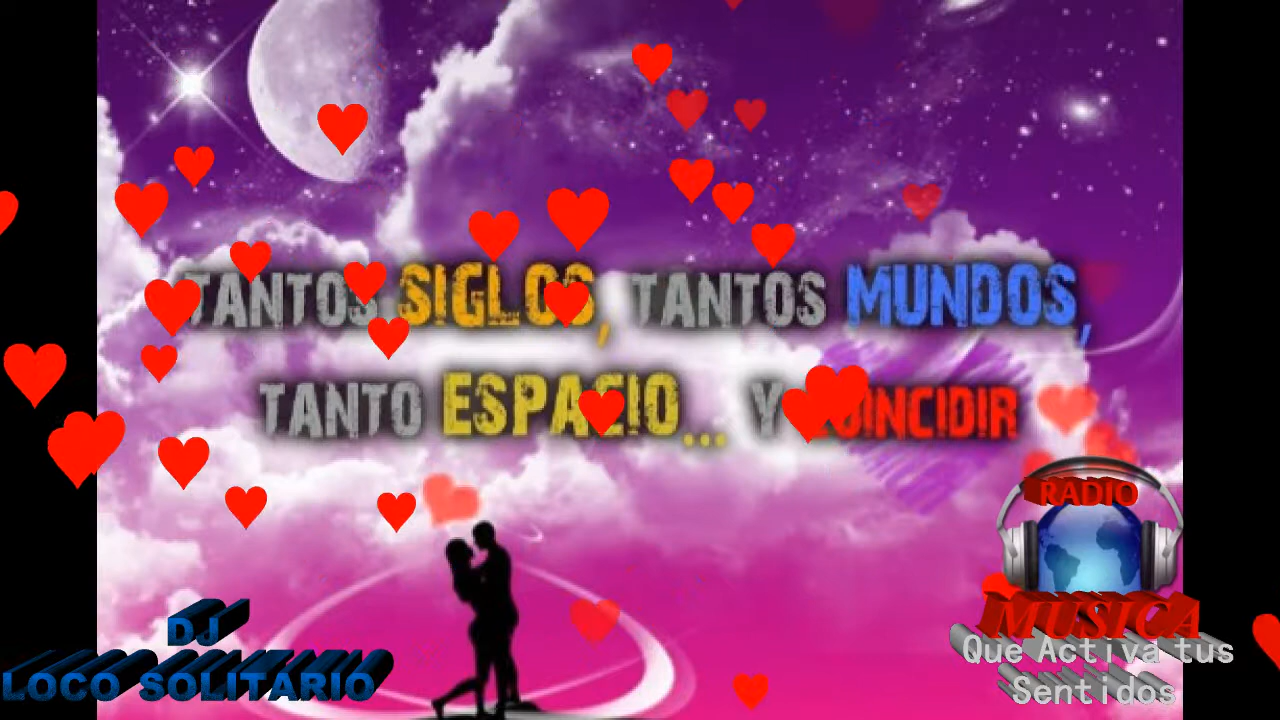 TANTOS SIGLOS, TANTOS MUNDOS,
TANTO ESPACIO... Y COINCIDIR
DJ
LOCO SOLITARIO
RADIO
MUSICA
Que Activa tus
Sentidos